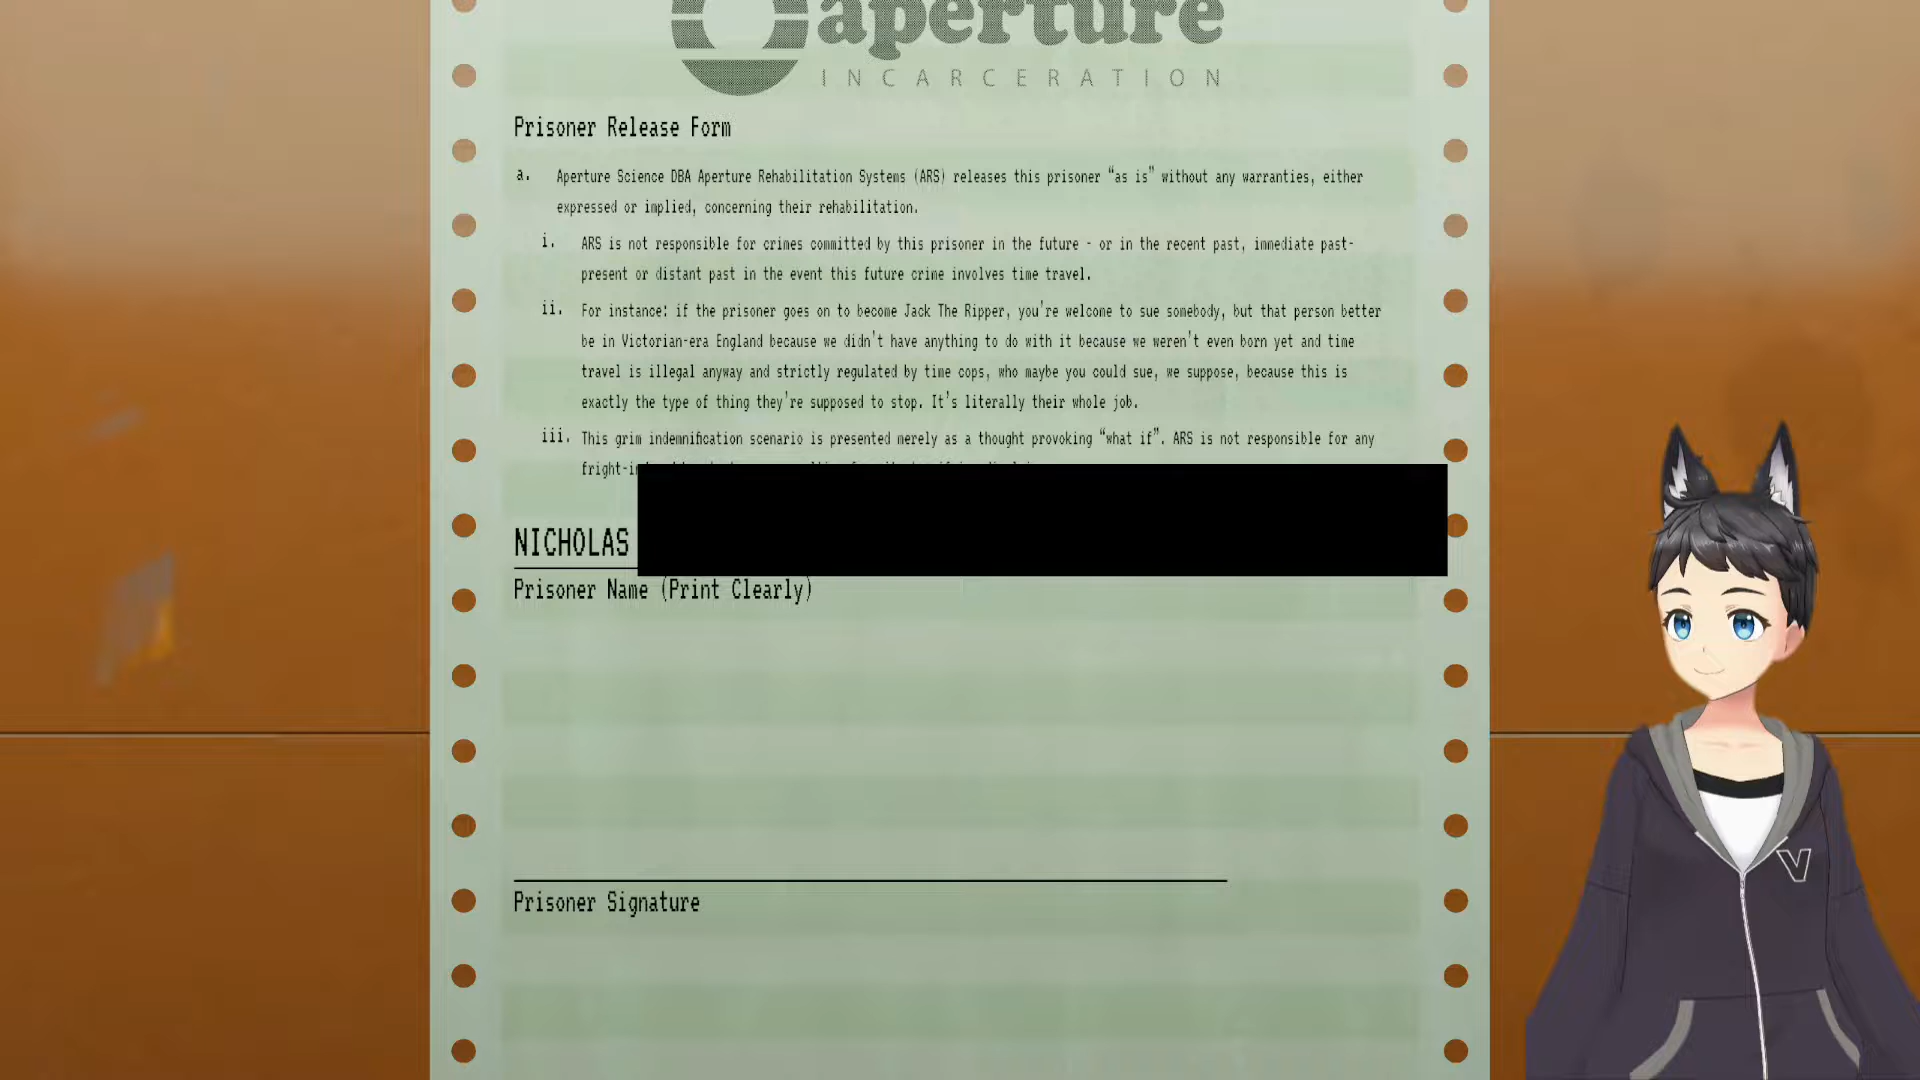 aperture
INCARCERATION
Prisoner Release Form
a. Aperture Science DBA Aperture Rehabilitation Systems (ARS) releases this prisoner “as is” without any warranties, either
expressed or implied, concerning their rehabilitation.
i. ARS is not responsible for crimes committed by this prisoner in the future - or in the recent past, immediate past-
present or distant past in the event this future crime involves time travel.
ii. For instance: if the prisoner goes on to become Jack The Ripper, you're welcome to sue somebody, but that person better
be in Victorian-era England because we didn't have anything to do with it because we weren't even born yet and time
travel is illegal anyway and strictly regulated by time cops, who maybe you could sue, we suppose, because this is
exactly the type of thing they're supposed to stop. It's literally their whole job.
iii. This grim indemnification scenario is presented merely as a thought provoking “what if”. ARS is not responsible for any
NICHOLAS
Prisoner Name (Print Clearly)
Prisoner Signature
V